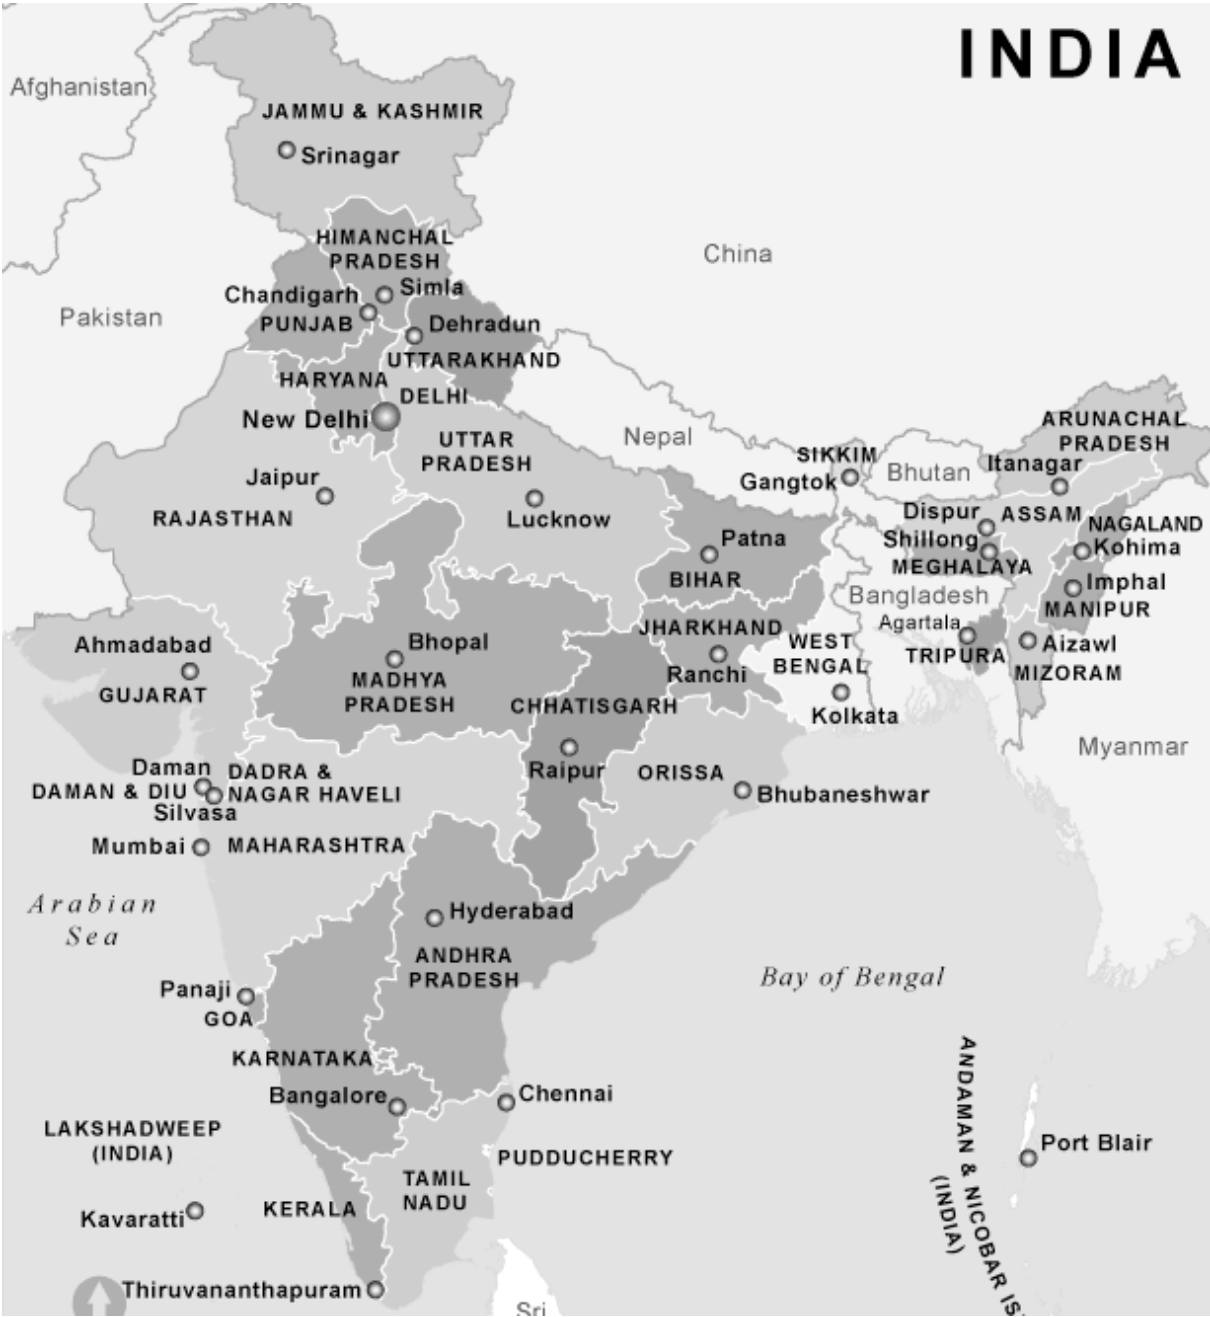 INDIA
Afghanistan
JAMMU & KASHMIR
Srinagar
China
HIMANCHAL
PRADESH
Simla
Chandigarh
Pakistan
PUNJAB
Dehradun
UTTARAKHAND
HARYANA
DELHI
New Delhi
UTTAR
PRADESH
Nepal
ARUNACHAL
PRADESH
SIKKIM
Bhutan
Itanagar
Gangtok
Jaipur
RAJASTHAN
Lucknow
Dispur
ASSAM
NAGALAND
Patna
Shillong
Kohima
BIHAR
MEGHALAYA
Imphal
Bangladesh
MANIPUR
Agartala
JHARKHAND
WEST
BENGAL
Aizawl
TRIPURA
MIZORAM
Ahmadabad
Bhopal
Ranchi
GUJARAT
MADHYA
PRADESH
CHHATISGARH
Kolkata
Myanmar
Daman
DAMAN & DIU
DADRA &
NAGAR HAVELI
Silvasa
Raipur
ORISSA
Bhubaneshwar
Mumbai
MAHARASHTRA
Arabian
Sea
Hyderabad
ANDHRA
PRADESH
Bay of Bengal
Panaji
GOA
KARNATAKA
Bangalore
Chennai
LAKSHADWEEP
(INDIA)
PUDDUCHERRY
Port Blair
ANDAMAN & NICOBAR IS
(INDIA)
TAMIL
NADU
Kavaratti
KERALA
Thiruvananthapuram
Sri